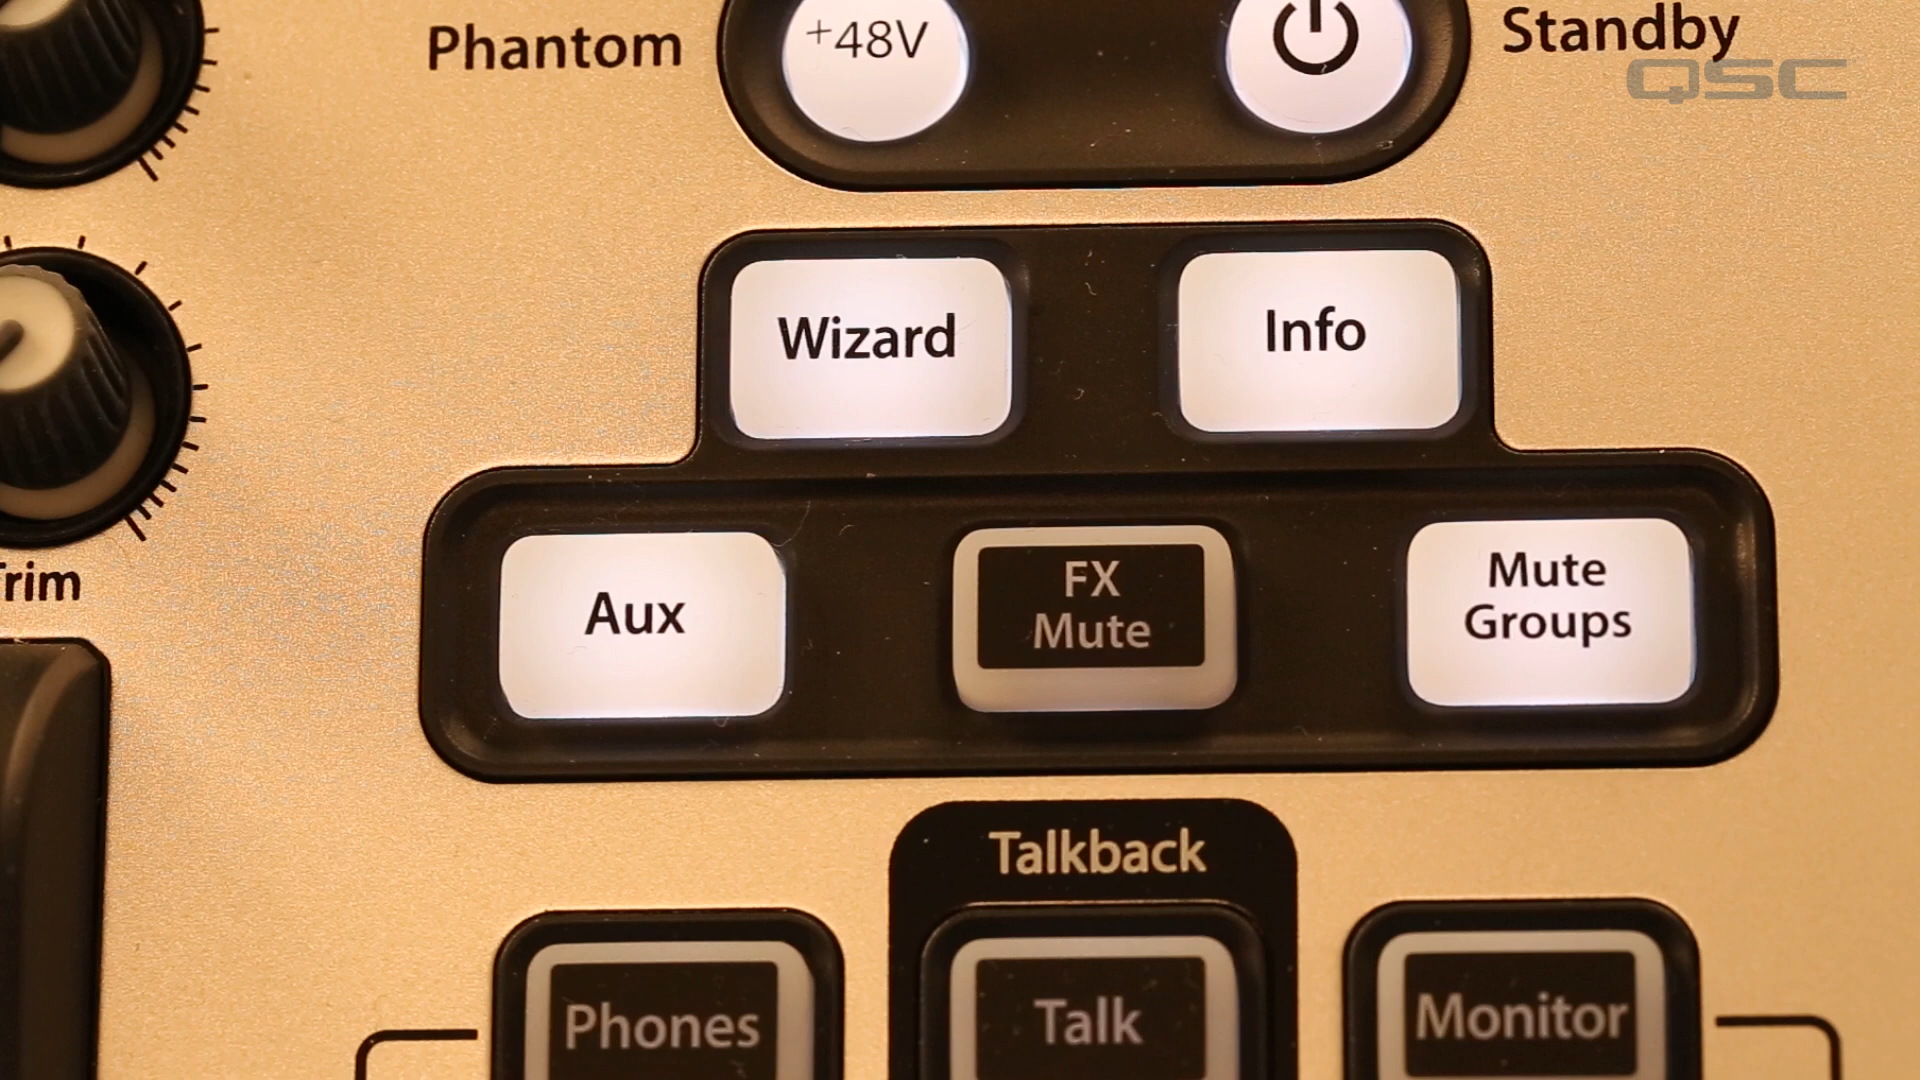 Phantom
+48V
Standby
QSC
Wizard
Info
Trim
Aux
FX
Mute
Mute
Groups
Talkback
Phones
Talk
Monitor